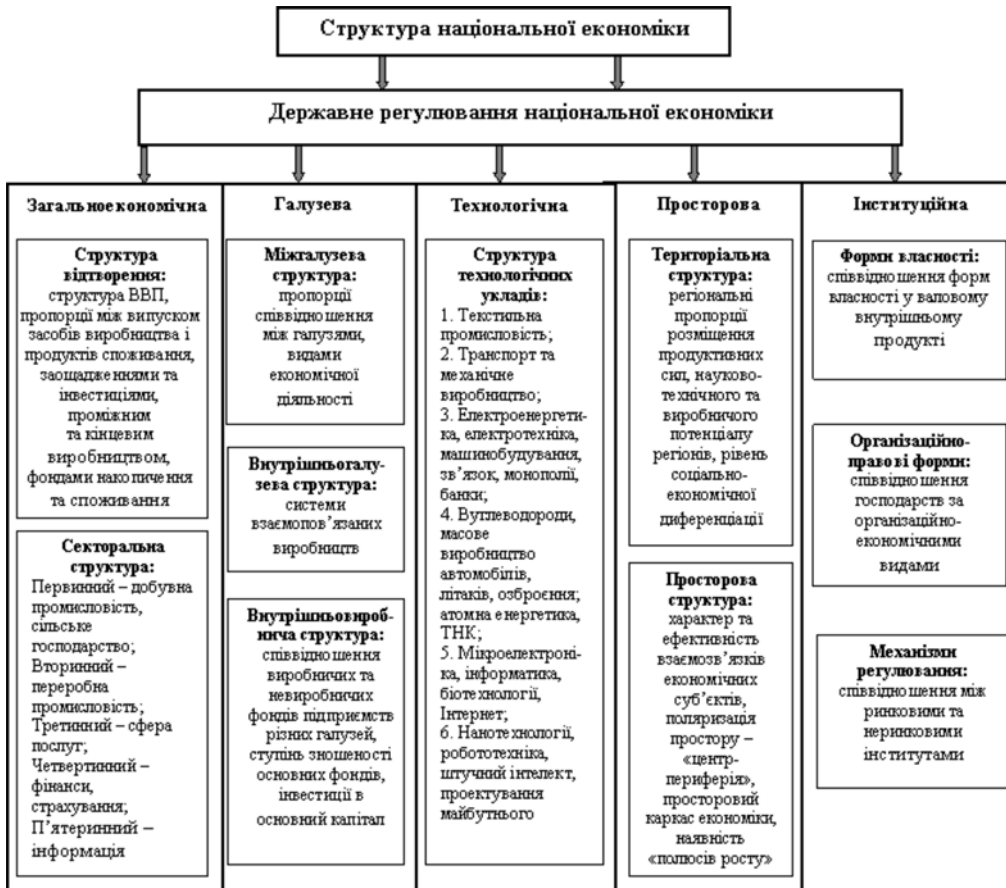 Структура національної економіки
Державне регулювання національної економіки
Загальноекономічна
Структура
відтворення:
структура ВВП,
пропорції між випуском
засобів виробництва і
продуктів споживання,
заощадженнями та
інвестиціями,
проміжним
та кінцевим
виробництвом,
фондами накопичення
та споживання
Секторальна
структура:
Первинний – добувна
промисловість,
сільське
господарство;
Вторинний –
переробна
промисловість;
Третинний – сфера
послуг;
Четвертинний –
фінанси,
страхування;
П’ятеринний –
інформація
Галузева
Міжгалузева
структура:
пропорції
співвідношення
між галузями,
видами
економічної
діяльності
Внутрішньогалу-
зева структура:
системи
взаємопов’язаних
виробництв
Внутрішньовироб-
нича структура:
співвідношення
виробничих та
невиробничих
фондів підприємств
різних галузей,
ступінь зношеності
основних фондів,
інвестиції в
основний капітал
Технологічна
Структура
технологічних
укладів:
1. Текстильна
промисловість;
2. Транспорт та
механічне
виробництво;
3. Електроенергети-
ка, електротехніка,
машинобудування,
зв’язок, монополії,
банки;
4. Вуглеводороди,
масове
виробництво
автомобілів,
літаків, озброєння;
атомна енергетика,
ТНК;
5. Мікроелектроні-
ка, інформатика,
біотехнології,
Інтернет;
6. Нанотехнології,
робототехніка,
штучний інтелект,
проектування
майбутнього
Просторова
Територіальна
структура:
регіональні
пропорції
розміщення
продуктивних
сил, науково-
технічного та
виробничого
потенціалу
регіонів, рівень
соціально-
економічної
диференціації
Просторова
структура:
характер та
ефективність
взаємозв’язків
економічних
суб’єктів,
поляризація
простору –
«центр-
периферія»,
просторовий
каркас економіки,
наявність
«полюсів росту»
Інституційна
Форми власності:
співвідношення форм
власності у валовому
внутрішньому
продукті
Організаційно-
правові форми:
співвідношення
господарств за
організаційно-
економічними
видами
Механізми
регулювання:
співвідношення між
ринковими та
неринковими
інститутами